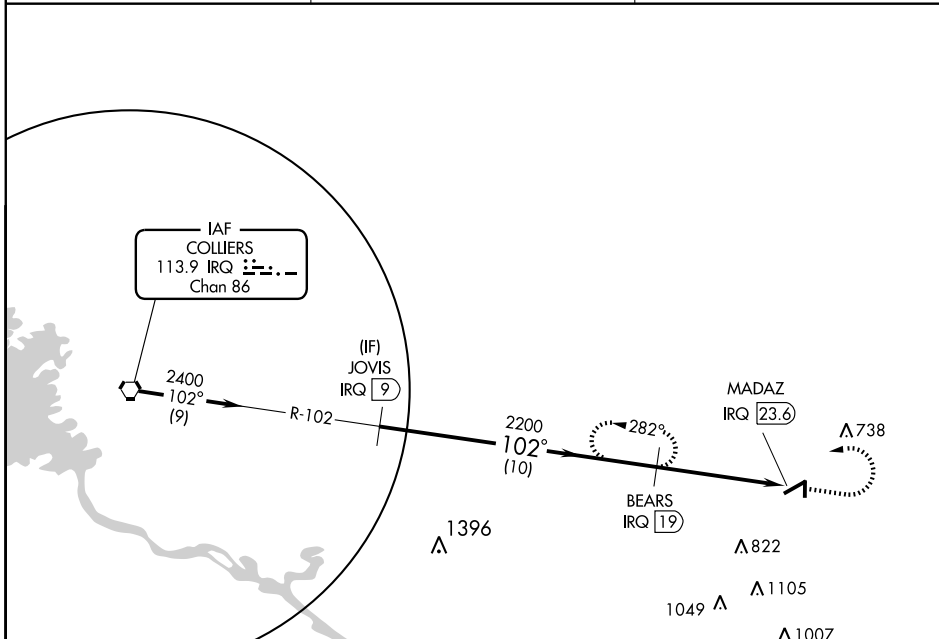 IAF
COLLIERS
113.9 IRQ
Chan 86
(IF)
JOVIS
IRQ 9
2400
102°
(9)
R-102
2200
102°
(10)
282°
BEARS
IRQ 19
MADAZ
IRQ 23.6
738
1396
822
1105
1049
1007